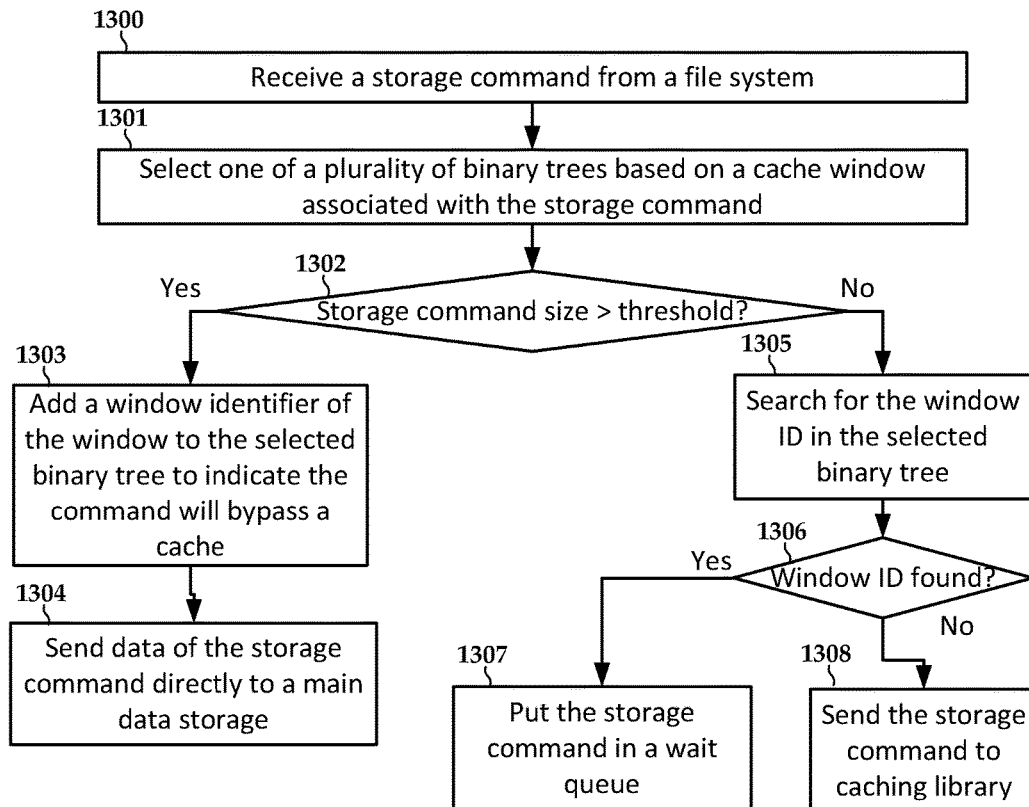 1300
Receive a storage command from a file system
1301
Select one of a plurality of binary trees based on a cache window
associated with the storage command
1302
Yes
No
Storage command size > threshold?
1303
Add a window identifier of
the window to the selected
binary tree to indicate the
command will bypass a
cache
1304
Send data of the storage
command directly to a main
data storage
1305
Search for the window
ID in the selected
binary tree
1306
Yes
Window ID found?
No
1307
Put the storage
command in a wait
queue
1308
Send the storage
command to
caching library